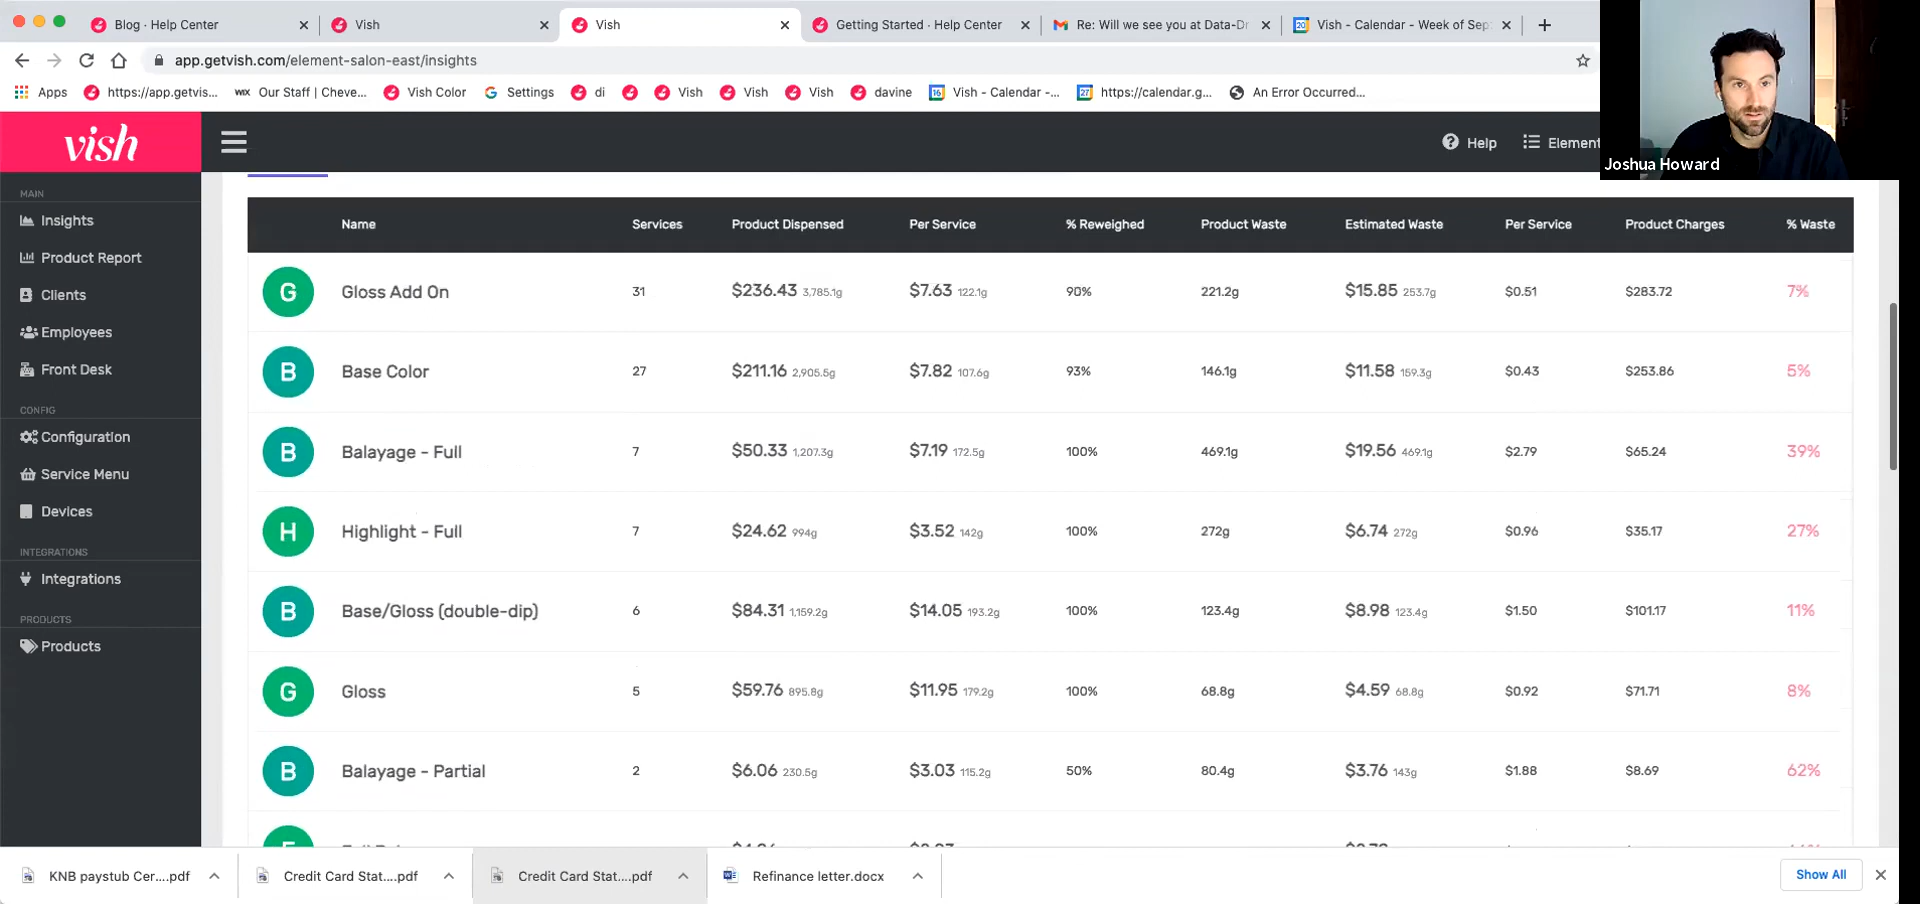 Blog · Help Center
Vish
Vish
Getting Started · Help Center
Re: Will we see you at Data-Dr
Vish - Calendar - Week of Sep
app.getvish.com/element-salon-east/insights
Apps
https://app.getvis...
WiX Our Staff | Cheve...
Vish Color
Settings
di
Vish
Vish
Vish
davine
16 Vish - Calendar -...
27 https://calendar.g...
An Error Occurred...
Joshua Howard
vish
Help
Element
MAIN
Insights
Product Report
Clients
Employees
Front Desk
CONFIG
Configuration
Service Menu
Devices
INTEGRATIONS
Integrations
PRODUCTS
Products
Name Services Product Dispensed Per Service % Reweighed Product Waste Estimated Waste Per Service Product Charges % Waste
G Gloss Add On 31 $236.43 3,785.1g $7.63 122.1g 90% 221.2g $15.85 253.7g $0.51 $283.72 7%
B Base Color 27 $211.16 2,905.5g $7.82 107.6g 93% 146.1g $11.58 159.3g $0.43 $253.86 5%
B Balayage - Full 7 $50.33 1,207.3g $7.19 172.5g 100% 469.1g $19.56 469.1g $2.79 $65.24 39%
H Highlight - Full 7 $24.62 994g $3.52 142g 100% 272g $6.74 272g $0.96 $35.17 27%
B Base/Gloss (double-dip) 6 $84.31 1,159.2g $14.05 193.2g 100% 123.4g $8.98 123.4g $1.50 $101.17 11%
G Gloss 5 $59.76 895.8g $11.95 179.2g 100% 68.8g $4.59 68.8g $0.92 $71.71 8%
B Balayage - Partial 2 $6.06 230.5g $3.03 115.2g 50% 80.4g $3.76 143g $1.88 $8.69 62%
KNB paystub Cer....pdf
Credit Card Stat....pdf
Credit Card Stat....pdf
Refinance letter.docx
Show All